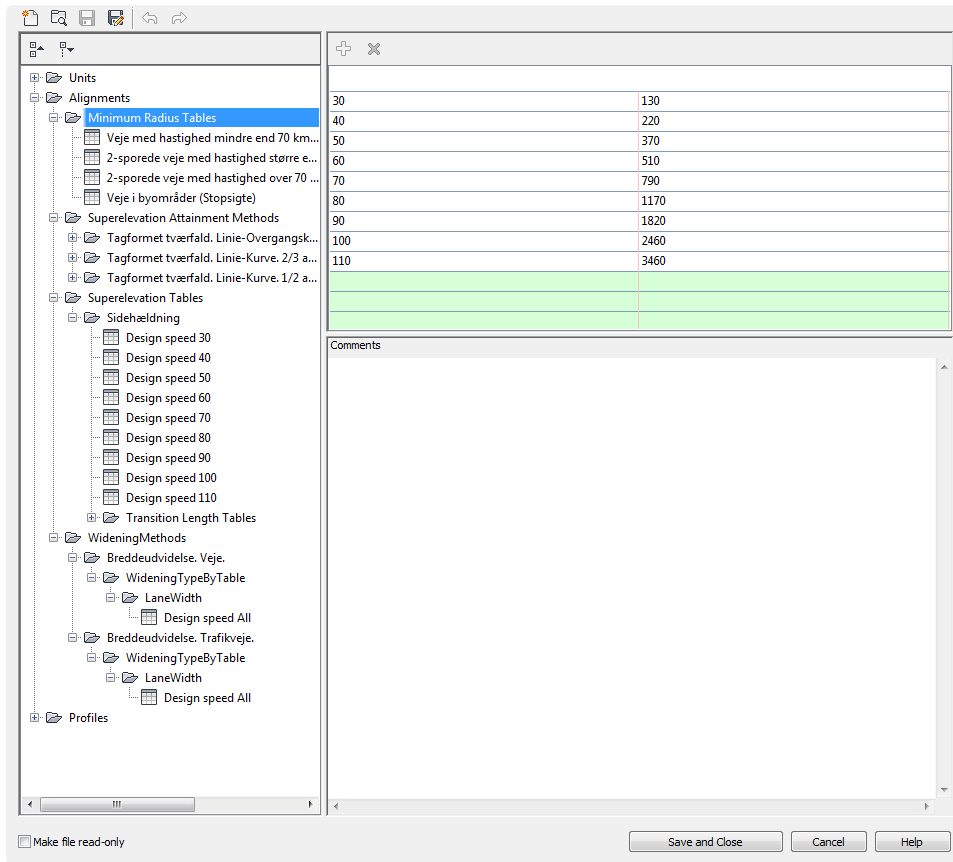 Units
Alignments
Minimum Radius Tables
Veje med hastighed mindre end 70 km...
2-sporede veje med hastighed større e...
2-sporede veje med hastighed over 70 ...
Veje i byområder (Stopsigte)
Superelevation Attainment Methods
Tagformet tværfald. Linie-Overgangsk...
Tagformet tværfald. Linie-Kurve. 2/3 a...
Tagformet tværfald. Linie-Kurve. 1/2 a...
Superelevation Tables
Sidehældning
Design speed 30
Design speed 40
Design speed 50
Design speed 60
Design speed 70
Design speed 80
Design speed 90
Design speed 100
Design speed 110
Transition Length Tables
WideningMethods
Breddeudvidelse. Veje.
WideningTypeByTable
LaneWidth
Design speed All
Breddeudvidelse. Trafikveje.
WideningTypeByTable
LaneWidth
Design speed All
Profiles
30 130
40 220
50 370
60 510
70 790
80 1170
90 1820
100 2460
110 3460
Comments
Make file read-only
Save and Close
Cancel
Help